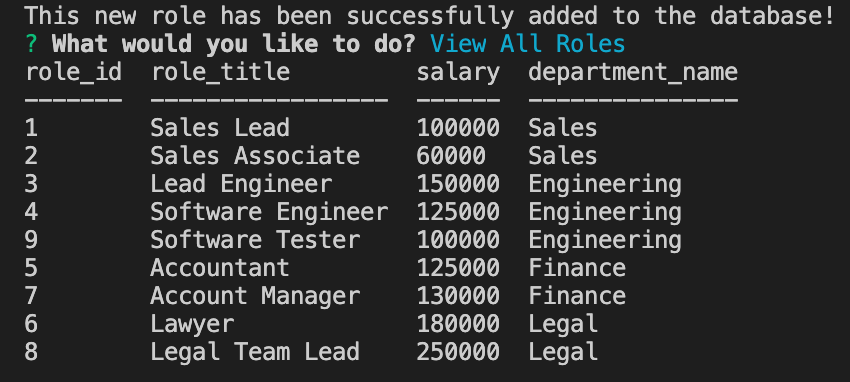 This new role has been successfully added to the database!
? What would you like to do? View All Roles
role_id  role_title         salary  department_name
-------  -----------------  ------  ---------------
1        Sales Lead         100000  Sales
2        Sales Associate    60000   Sales
3        Lead Engineer      150000  Engineering
4        Software Engineer  125000  Engineering
9        Software Tester    100000  Engineering
5        Accountant         125000  Finance
7        Account Manager    130000  Finance
6        Lawyer             180000  Legal
8        Legal Team Lead    250000  Legal